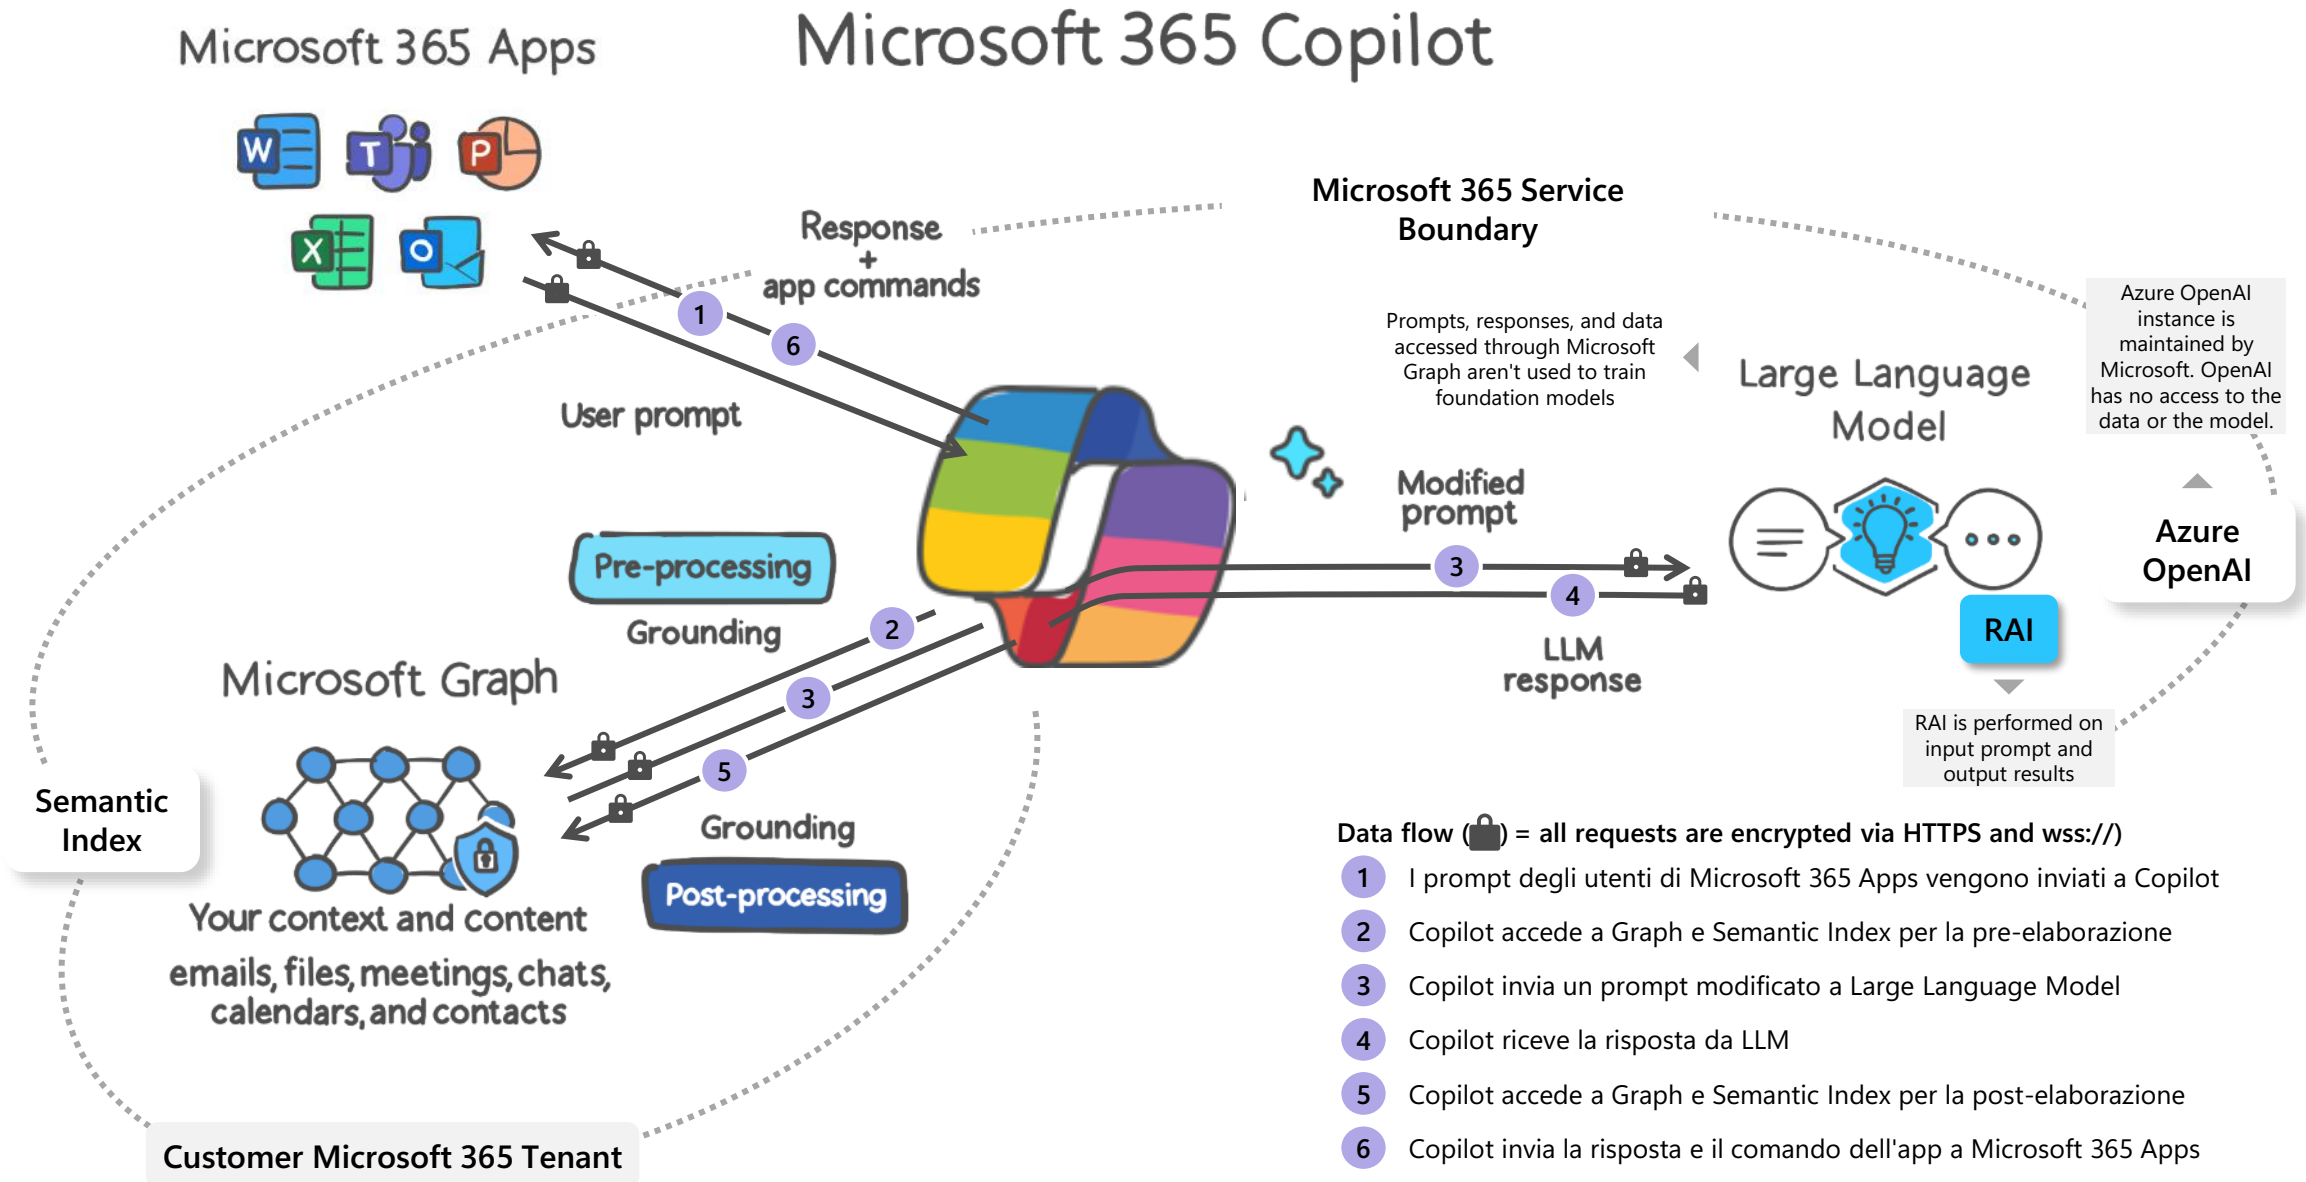 Microsoft 365 Apps
Microsoft 365 Copilot
W
T
P
X
O
Response
+
app commands
Microsoft 365 Service
Boundary
1
6
User prompt
Prompts, responses, and data
accessed through Microsoft
Graph aren't used to train
foundation models
Large Language
Model
Azure OpenAI
instance is
maintained by
Microsoft. OpenAI
has no access to the
data or the model.
Modified
prompt
3
4
LLM
response
Azure
OpenAI
RAI
RAI is performed on
input prompt and
output results
Pre-processing
Grounding
2
3
5
Microsoft Graph
Grounding
Post-processing
Semantic
Index
Your context and content
emails, files, meetings, chats,
calendars, and contacts
Customer Microsoft 365 Tenant
Data flow ( ) = all requests are encrypted via HTTPS and wss://)
1 I prompt degli utenti di Microsoft 365 Apps vengono inviati a Copilot
2 Copilot accede a Graph e Semantic Index per la pre-elaborazione
3 Copilot invia un prompt modificato a Large Language Model
4 Copilot riceve la risposta da LLM
5 Copilot accede a Graph e Semantic Index per la post-elaborazione
6 Copilot invia la risposta e il comando dell'app a Microsoft 365 Apps